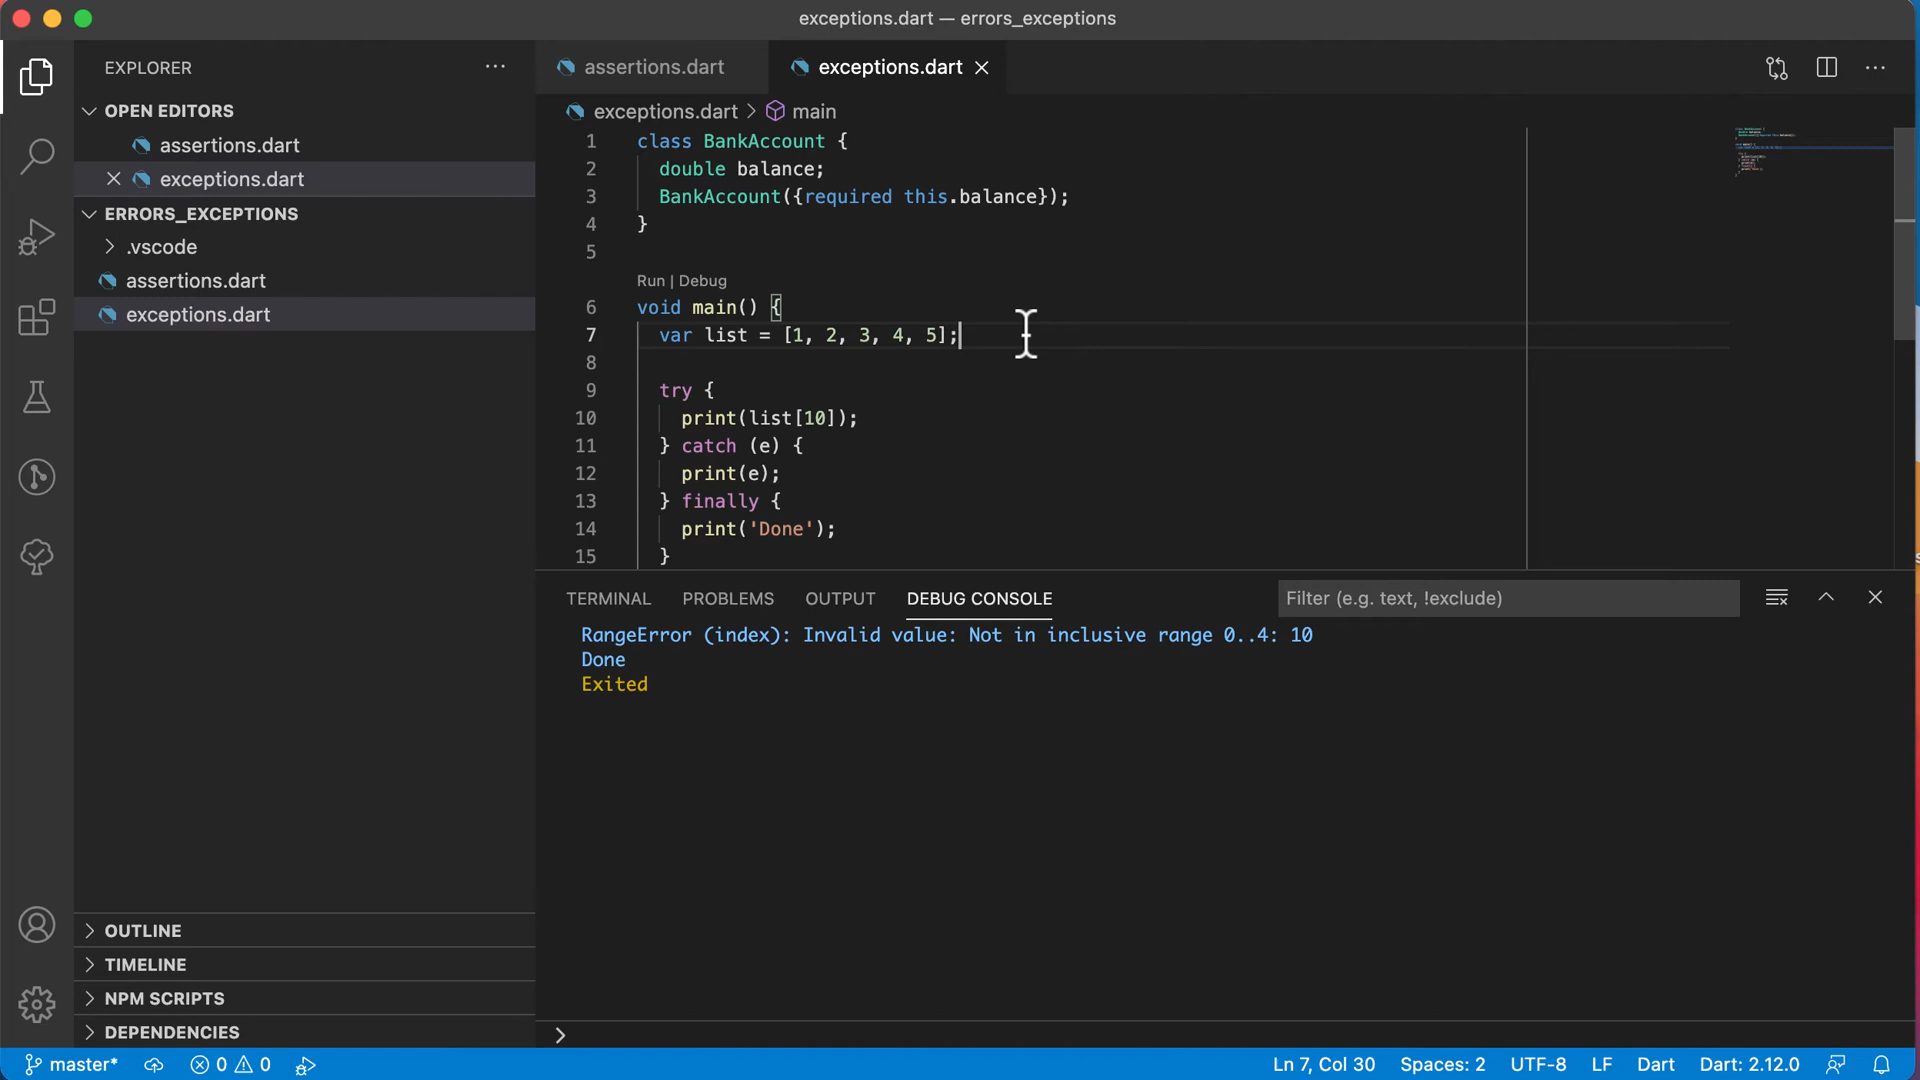 exceptions.dart — errors_exceptions
EXPLORER
OPEN EDITORS
assertions.dart
exceptions.dart
ERRORS_EXCEPTIONS
.vscode
assertions.dart
exceptions.dart
OUTLINE
TIMELINE
NPM SCRIPTS
DEPENDENCIES
assertions.dart
exceptions.dart
exceptions.dart > main
1 class BankAccount {
2 double balance;
3 BankAccount({required this.balance});
4 }
5
Run | Debug
6 void main() {
7 var list = [1, 2, 3, 4, 5];
8
9 try {
10 print(list[10]);
11 } catch (e) {
12 print(e);
13 } finally {
14 print('Done');
15 }
TERMINAL PROBLEMS OUTPUT DEBUG CONSOLE Filter (e.g. text, !exclude)
RangeError (index): Invalid value: Not in inclusive range 0..4: 10
Done
Exited
master* 0 0 Ln 7, Col 30 Spaces: 2 UTF-8 LF Dart Dart: 2.12.0